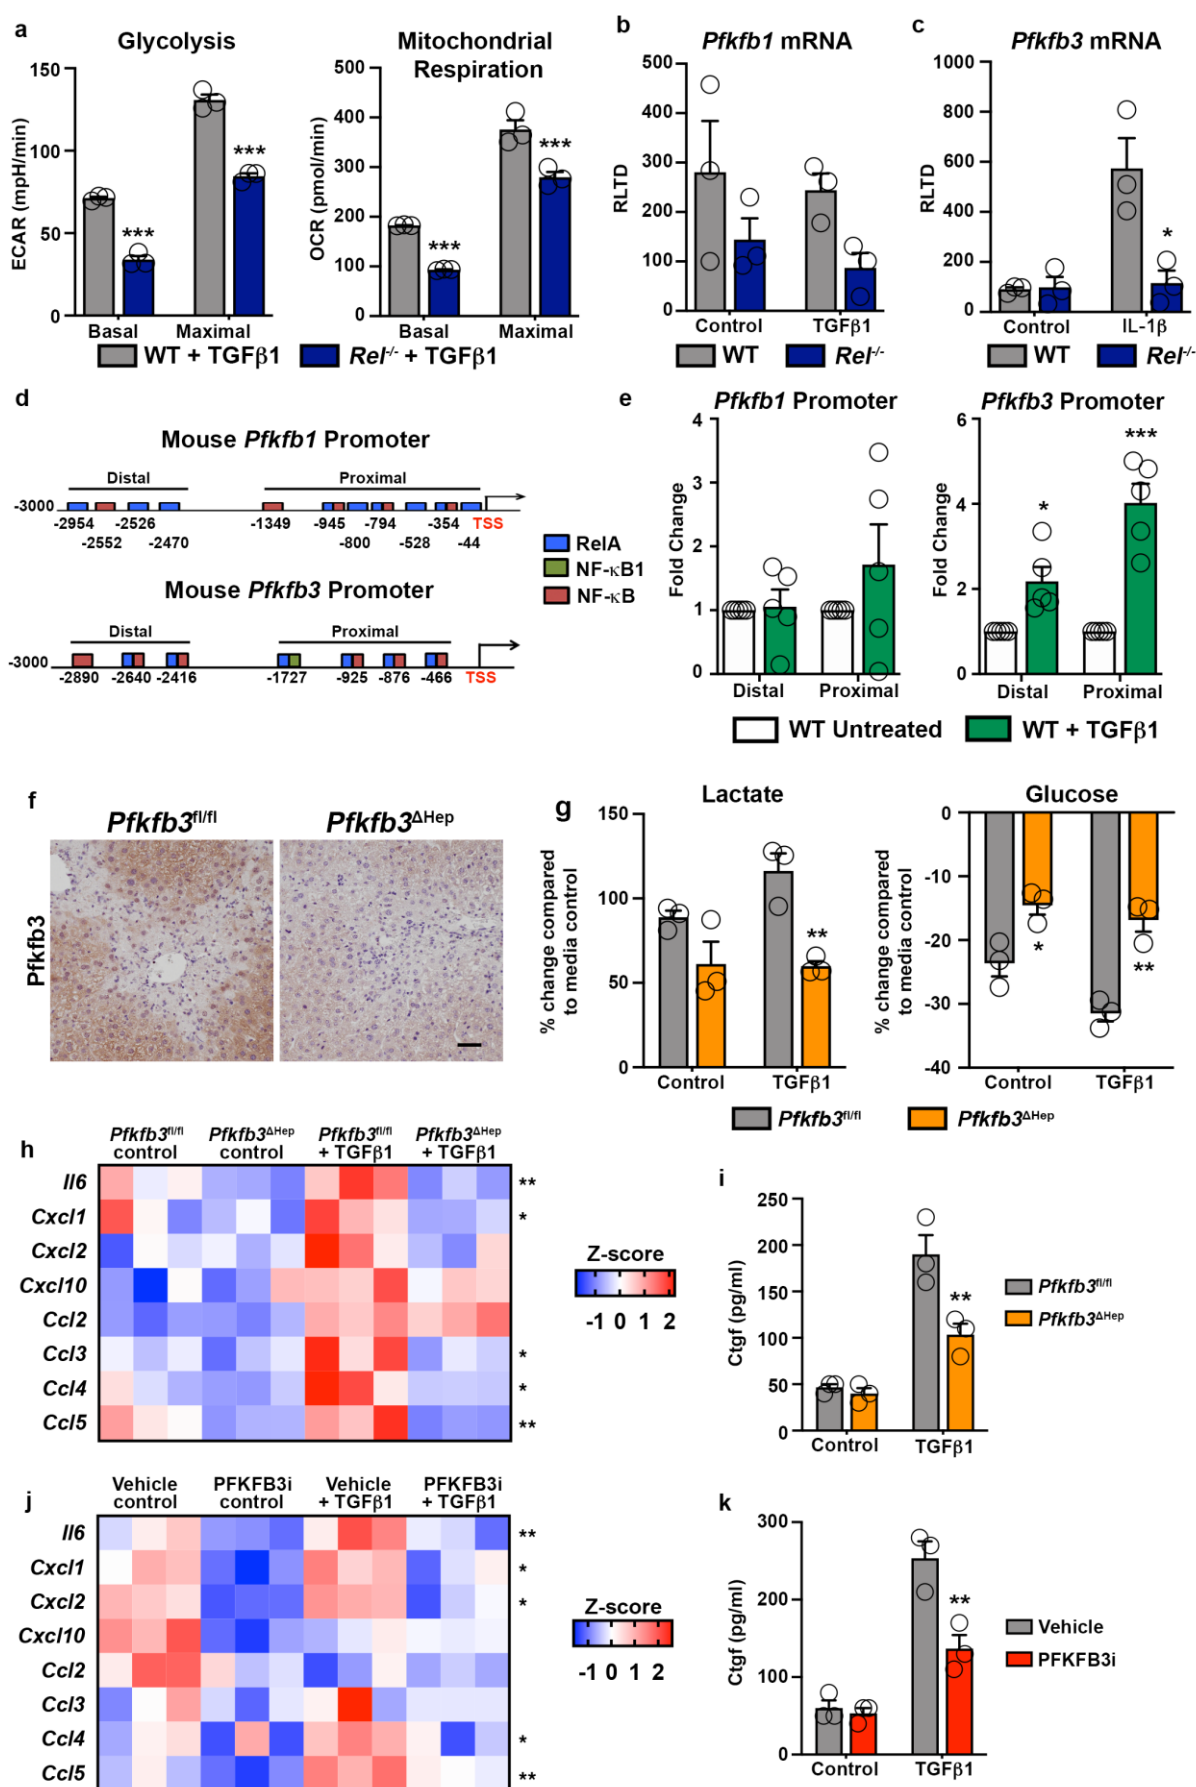 a
Glycolysis
Mitochondrial
Respiration
ECAR (mpH/min)
150
100
50
0
Basal
Maximal
OCR (pmol/min)
500
400
300
200
100
0
Basal
Maximal
***
***
***
***
WT + TGFβ1
Rel-/- + TGFβ1
b
Pfkfb1 mRNA
RLTD
500
400
300
200
100
0
Control
TGFβ1
WT
Rel-/-
c
Pfkfb3 mRNA
RLTD
1000
800
600
400
200
0
*
Control
IL-1β
WT
Rel-/-
d
Mouse Pfkfb1 Promoter
Distal
Proximal
-3000
-2954
-2526
-1349
-945
-794
-354
TSS
-2552
-2470
-800
-528
-44
Mouse Pfkfb3 Promoter
Distal
Proximal
-3000
-2890
-2640
-2416
-1727
-925
-876
-466
TSS
RelA
NF-κB1
NF-κB
e
Pfkfb1 Promoter
Fold Change
4
3
2
1
0
Distal
Proximal
Pfkfb3 Promoter
Fold Change
6
4
2
0
*
***
Distal
Proximal
WT Untreated
WT + TGFβ1
f
Pfkfb3fl/fl
Pfkfb3ΔHep
Pfkfb3
g
Lactate
% change compared
to media control
150
100
50
0
**
Control
TGFβ1
Glucose
% change compared
to media control
0
-10
-20
-30
-40
*
**
Control
TGFβ1
Pfkfb3fl/fl
Pfkfb3ΔHep
h
Pfkfb3fl/fl
control
Pfkfb3ΔHep
control
Pfkfb3fl/fl
+ TGFβ1
Pfkfb3ΔHep
+ TGFβ1
Il6 **
Cxcl1 *
Cxcl2
Cxcl10
Ccl2
Ccl3 *
Ccl4 *
Ccl5 **
Z-score
-1 0 1 2
i
Ctgf (pg/ml)
250
200
150
100
50
0
**
Control
TGFβ1
Pfkfb3fl/fl
Pfkfb3ΔHep
j
Vehicle
control
PFKFB3i
control
Vehicle
+ TGFβ1
PFKFB3i
+ TGFβ1
Il6 **
Cxcl1 *
Cxcl2 *
Cxcl10
Ccl2
Ccl3
Ccl4 *
Ccl5 **
Z-score
-1 0 1 2
k
Ctgf (pg/ml)
300
200
100
0
**
Control
TGFβ1
Vehicle
PFKFB3i